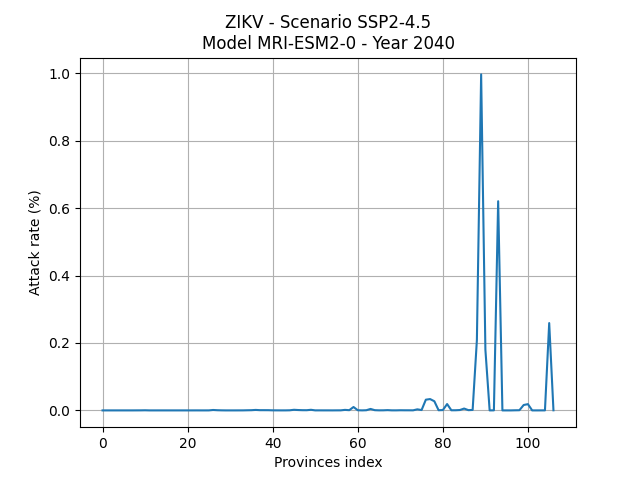 ZIKV - Scenario SSP2-4.5
Model MRI-ESM2-0 - Year 2040
1.0
0.8
0.6
0.4
0.2
0.0
Attack rate (%)
0 20 40 60 80 100
Provinces index